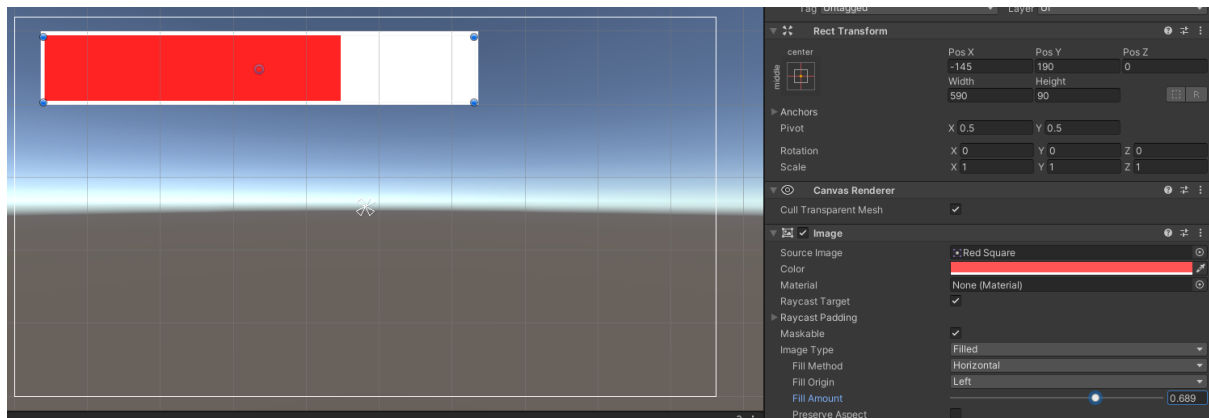 Tag Untagged Layer UI
Rect Transform
center
middle
Pos X Pos Y Pos Z
-145 190 0
Width Height
590 90
R
Anchors
Pivot X 0.5 Y 0.5
Rotation X 0 Y 0 Z 0
Scale X 1 Y 1 Z 1
Canvas Renderer
Cull Transparent Mesh
Image
Source Image Red Square
Color
Material None (Material)
Raycast Target
Raycast Padding
Maskable
Image Type Filled
Fill Method Horizontal
Fill Origin Left
Fill Amount 0.689
Preserve Aspect